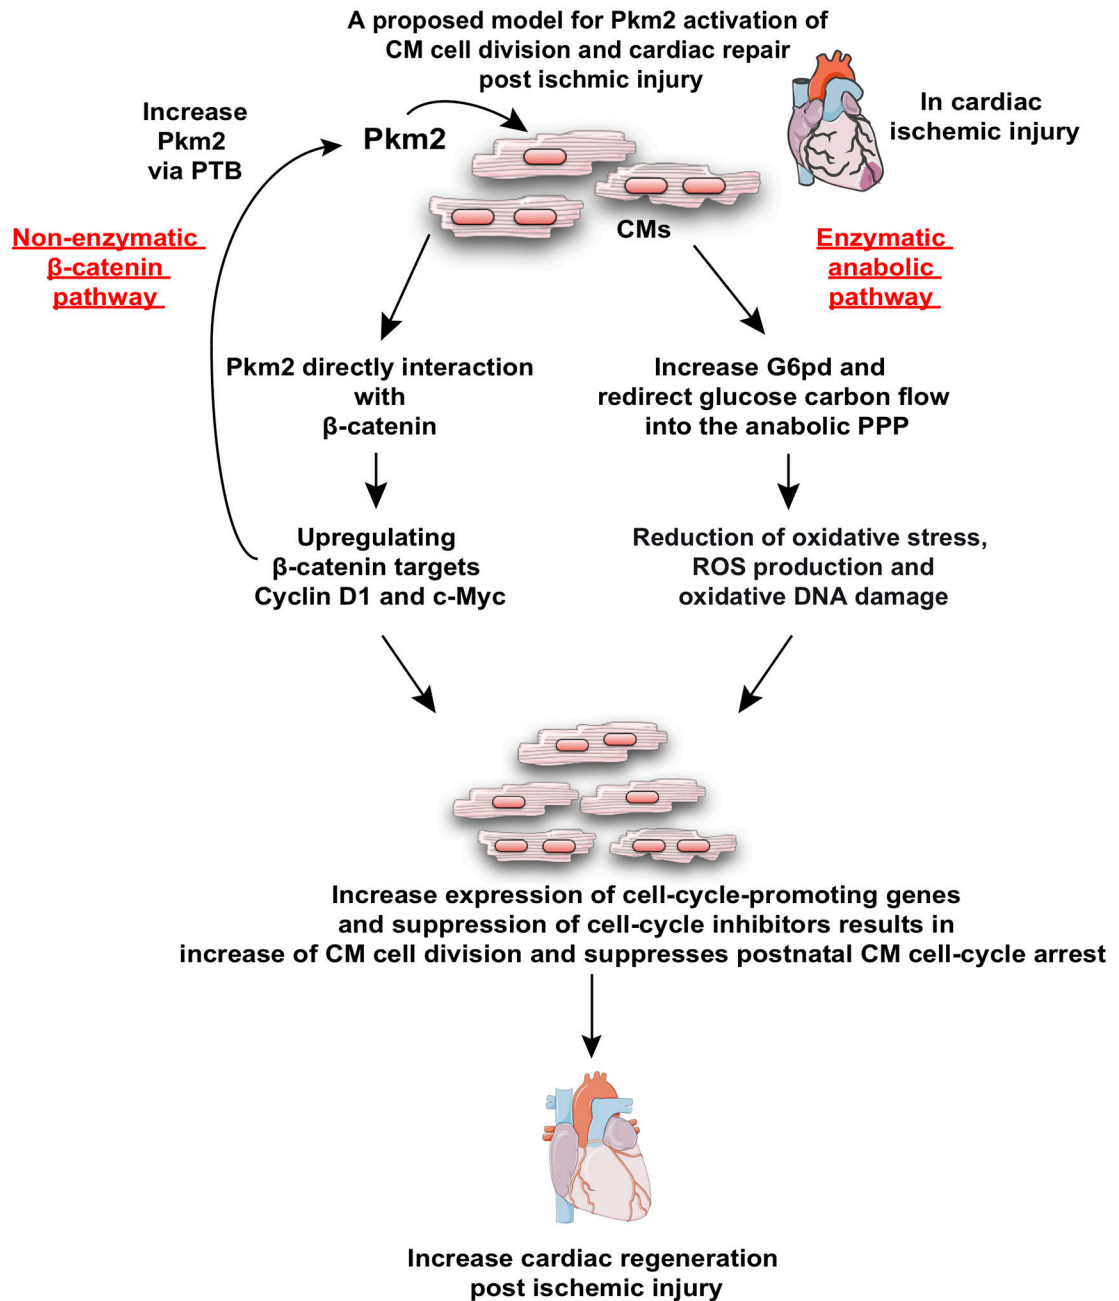 A proposed model for Pkm2 activation of
CM cell division and cardiac repair
post ischmic injury
In cardiac
ischemic injury
Increase
Pkm2
via PTB
Pkm2
CMs
Non-enzymatic
β-catenin
pathway
Enzymatic
anabolic
pathway
Pkm2 directly interaction
with
β-catenin
Increase G6pd and
redirect glucose carbon flow
into the anabolic PPP
Upregulating
β-catenin targets
Cyclin D1 and c-Myc
Reduction of oxidative stress,
ROS production and
oxidative DNA damage
Increase expression of cell-cycle-promoting genes
and suppression of cell-cycle inhibitors results in
increase of CM cell division and suppresses postnatal CM cell-cycle arrest
Increase cardiac regeneration
post ischemic injury